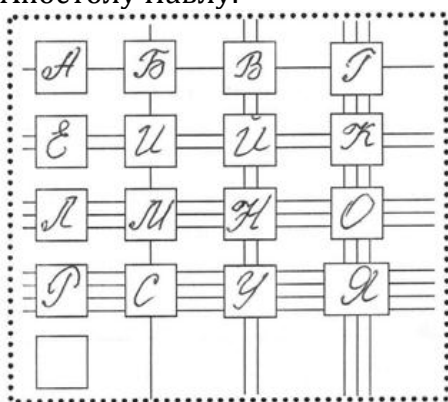 Апостолу Павлу.
А Б В Г
Е И Й К
Л М Н О
Р С У Я